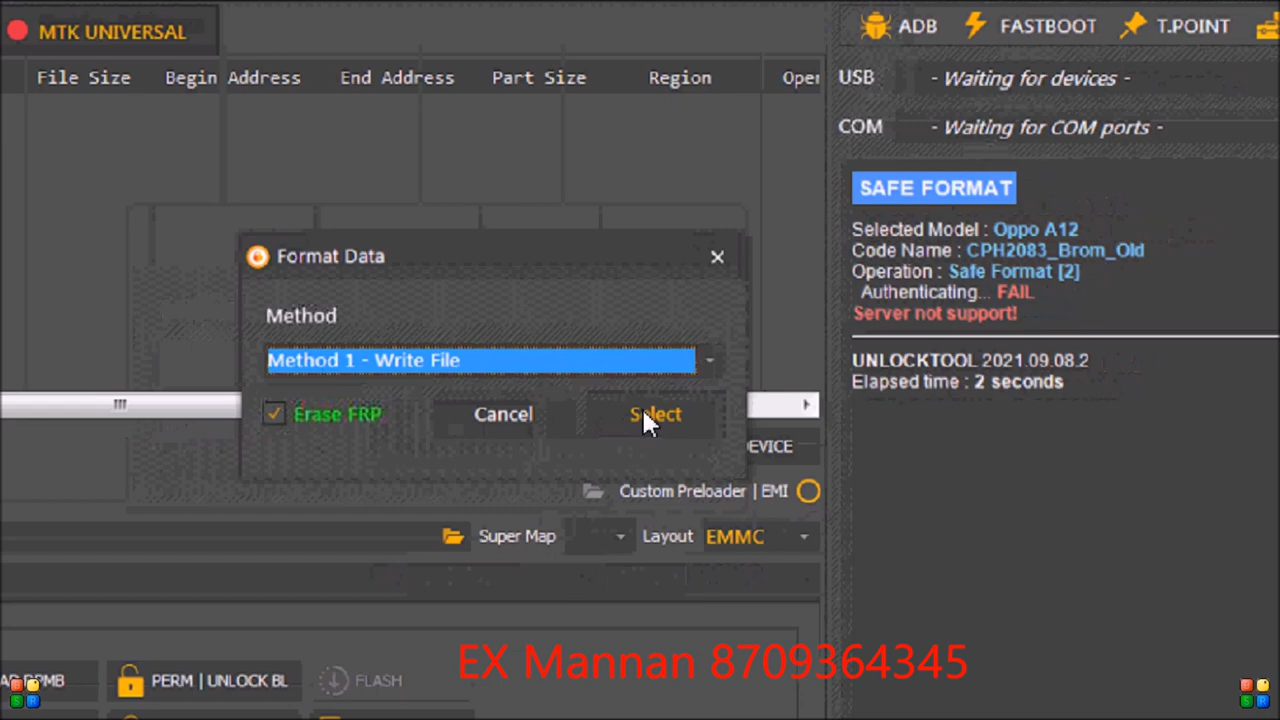 MTK UNIVERSAL
File Size Begin Address End Address Part Size Region
Format Data
Method
Method 1 - Write File
Erase FRP Cancel Select
Custom Preloader | EMI
Super Map Layout EMMC
PERM | UNLOCK BL FLASH
ADB FASTBOOT T.POINT
USB - Waiting for devices -
COM - Waiting for COM ports -
SAFE FORMAT
Selected Model : Oppo A12
Code Name : CPH2083_Brom_Old
Operation : Safe Format [2]
Authenticating... FAIL
Server not support!
UNLOCKTOOL 2021.09.08.2
Elapsed time : 2 seconds
EX Mannan 8709364345